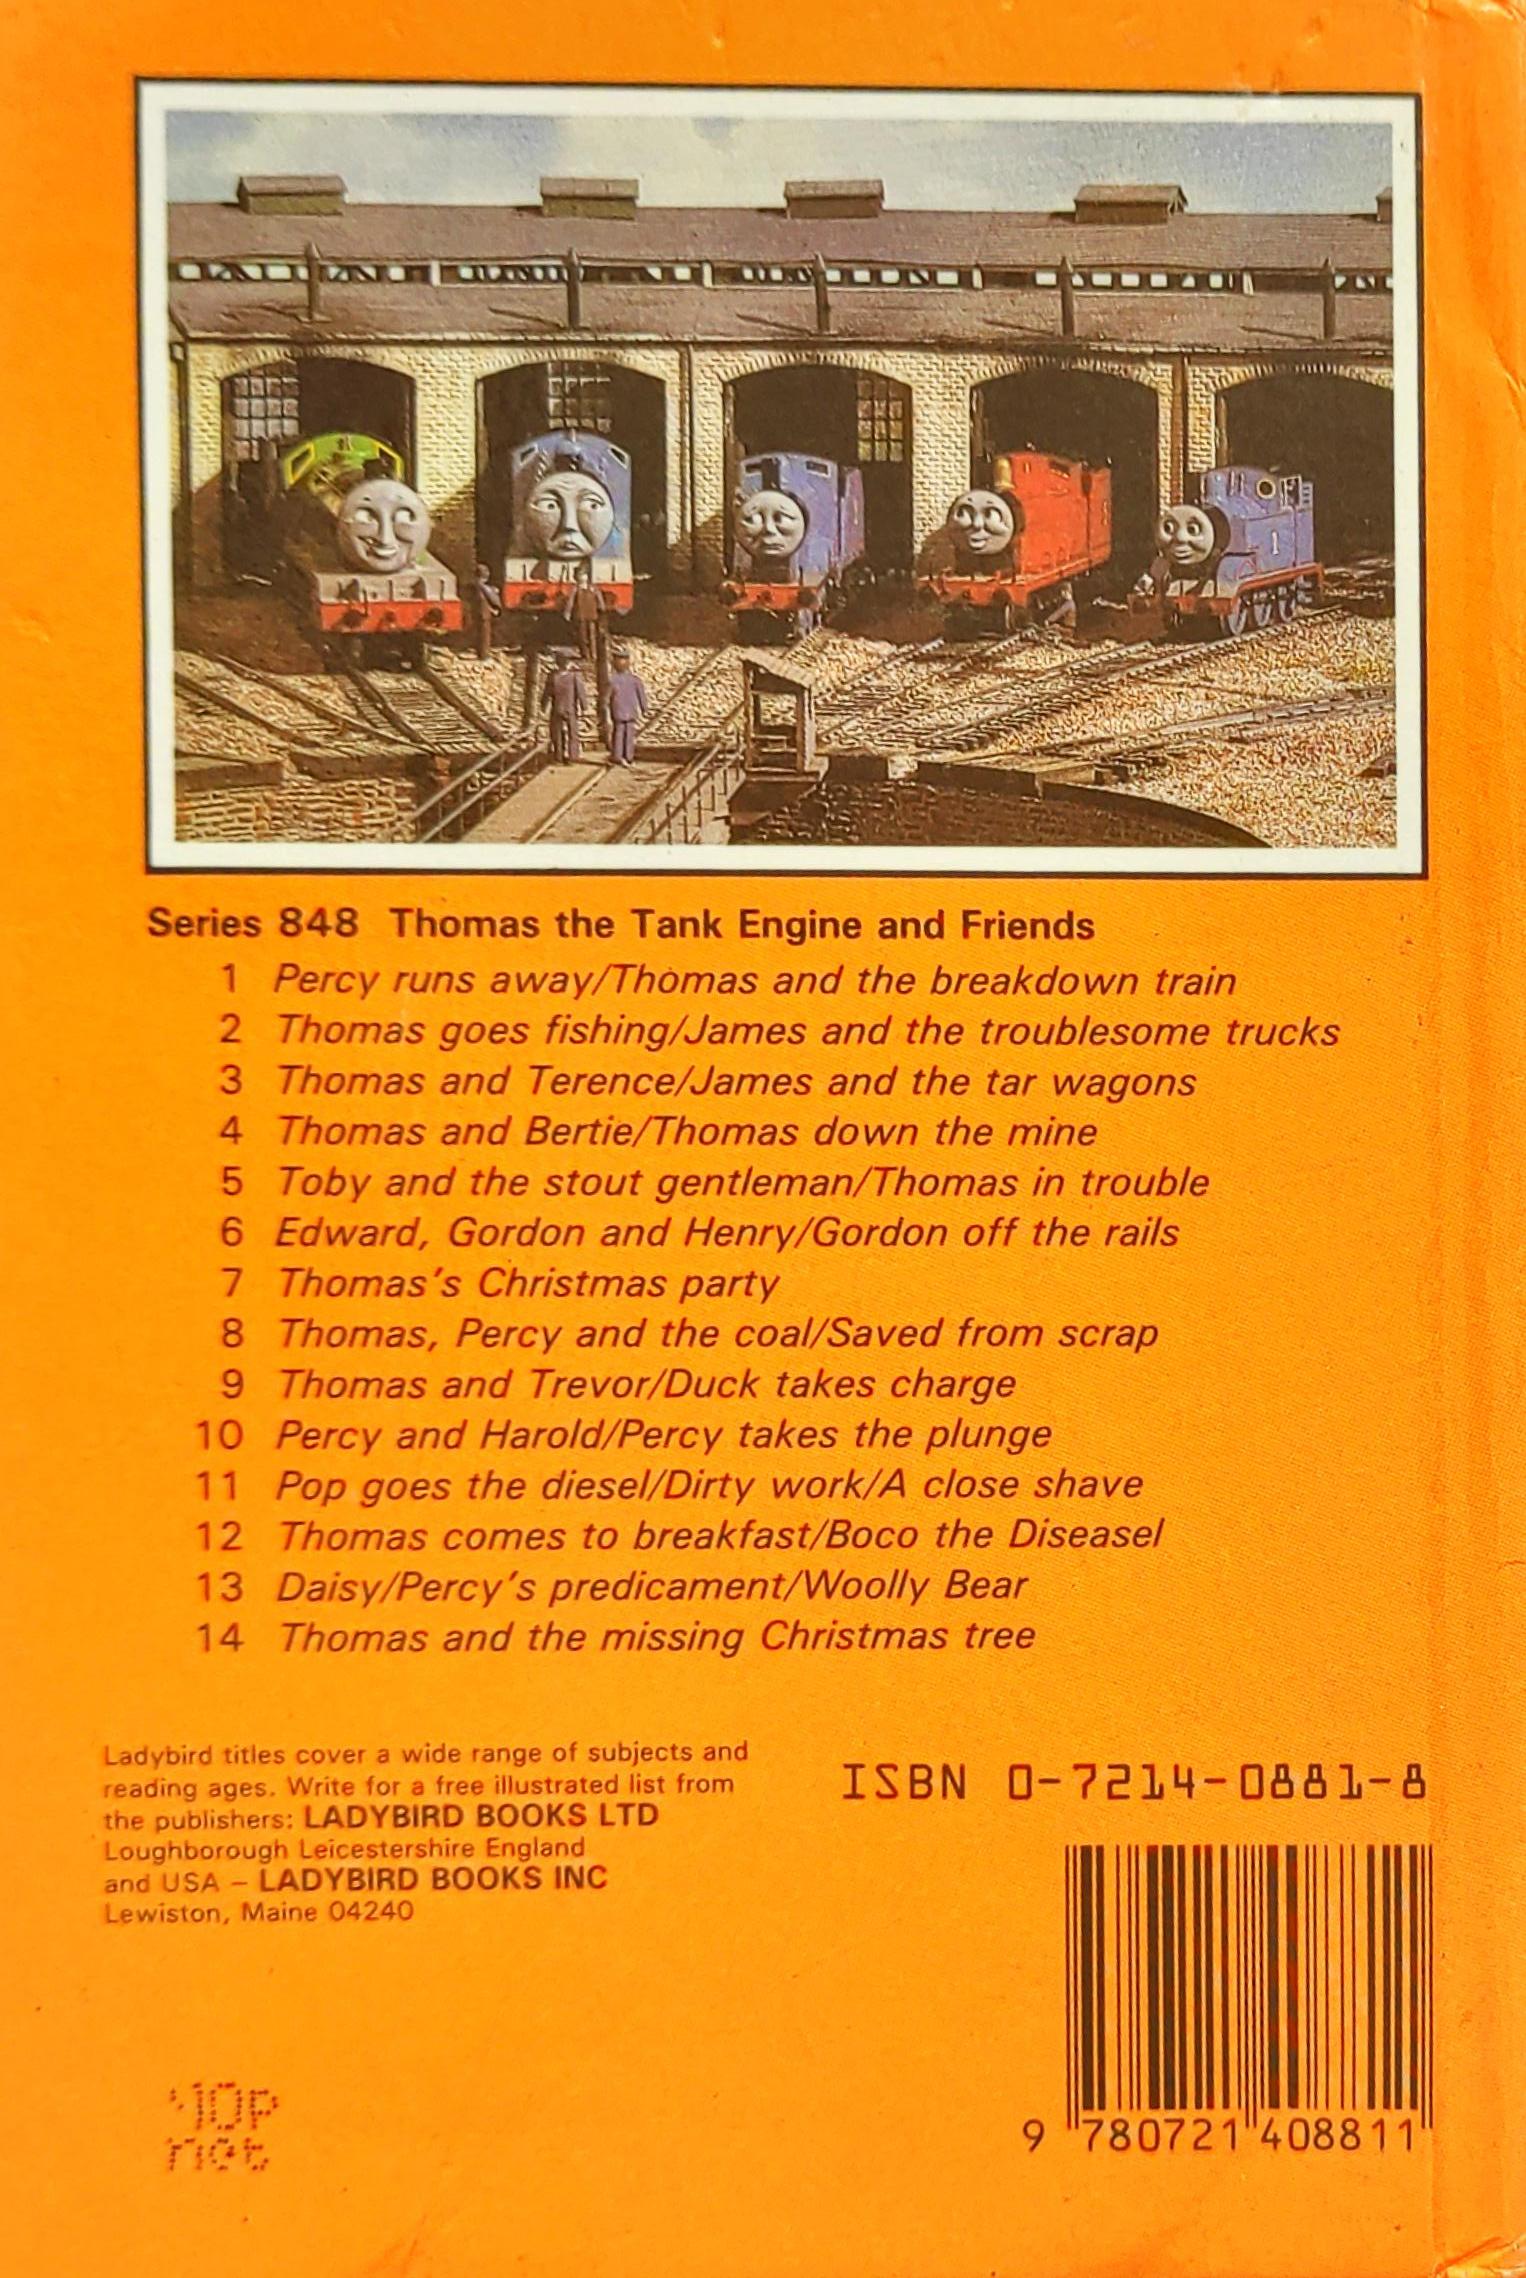 Series 848 Thomas the Tank Engine and Friends
1 Percy runs away/Thomas and the breakdown train
2 Thomas goes fishing/James and the troublesome trucks
3 Thomas and Terence/James and the tar wagons
4 Thomas and Bertie/Thomas down the mine
5 Toby and the stout gentleman/Thomas in trouble
6 Edward, Gordon and Henry/Gordon off the rails
7 Thomas's Christmas party
8 Thomas, Percy and the coal/Saved from scrap
9 Thomas and Trevor/Duck takes charge
10 Percy and Harold/Percy takes the plunge
11 Pop goes the diesel/Dirty work/A close shave
12 Thomas comes to breakfast/Boco the Diseasel
13 Daisy/Percy's predicament/Woolly Bear
14 Thomas and the missing Christmas tree
Ladybird titles cover a wide range of subjects and
reading ages. Write for a free illustrated list from
the publishers: LADYBIRD BOOKS LTD
Loughborough Leicestershire England
and USA – LADYBIRD BOOKS INC
Lewiston, Maine 04240
ISBN 0-7214-0881-8
9 780721 408811
net
1